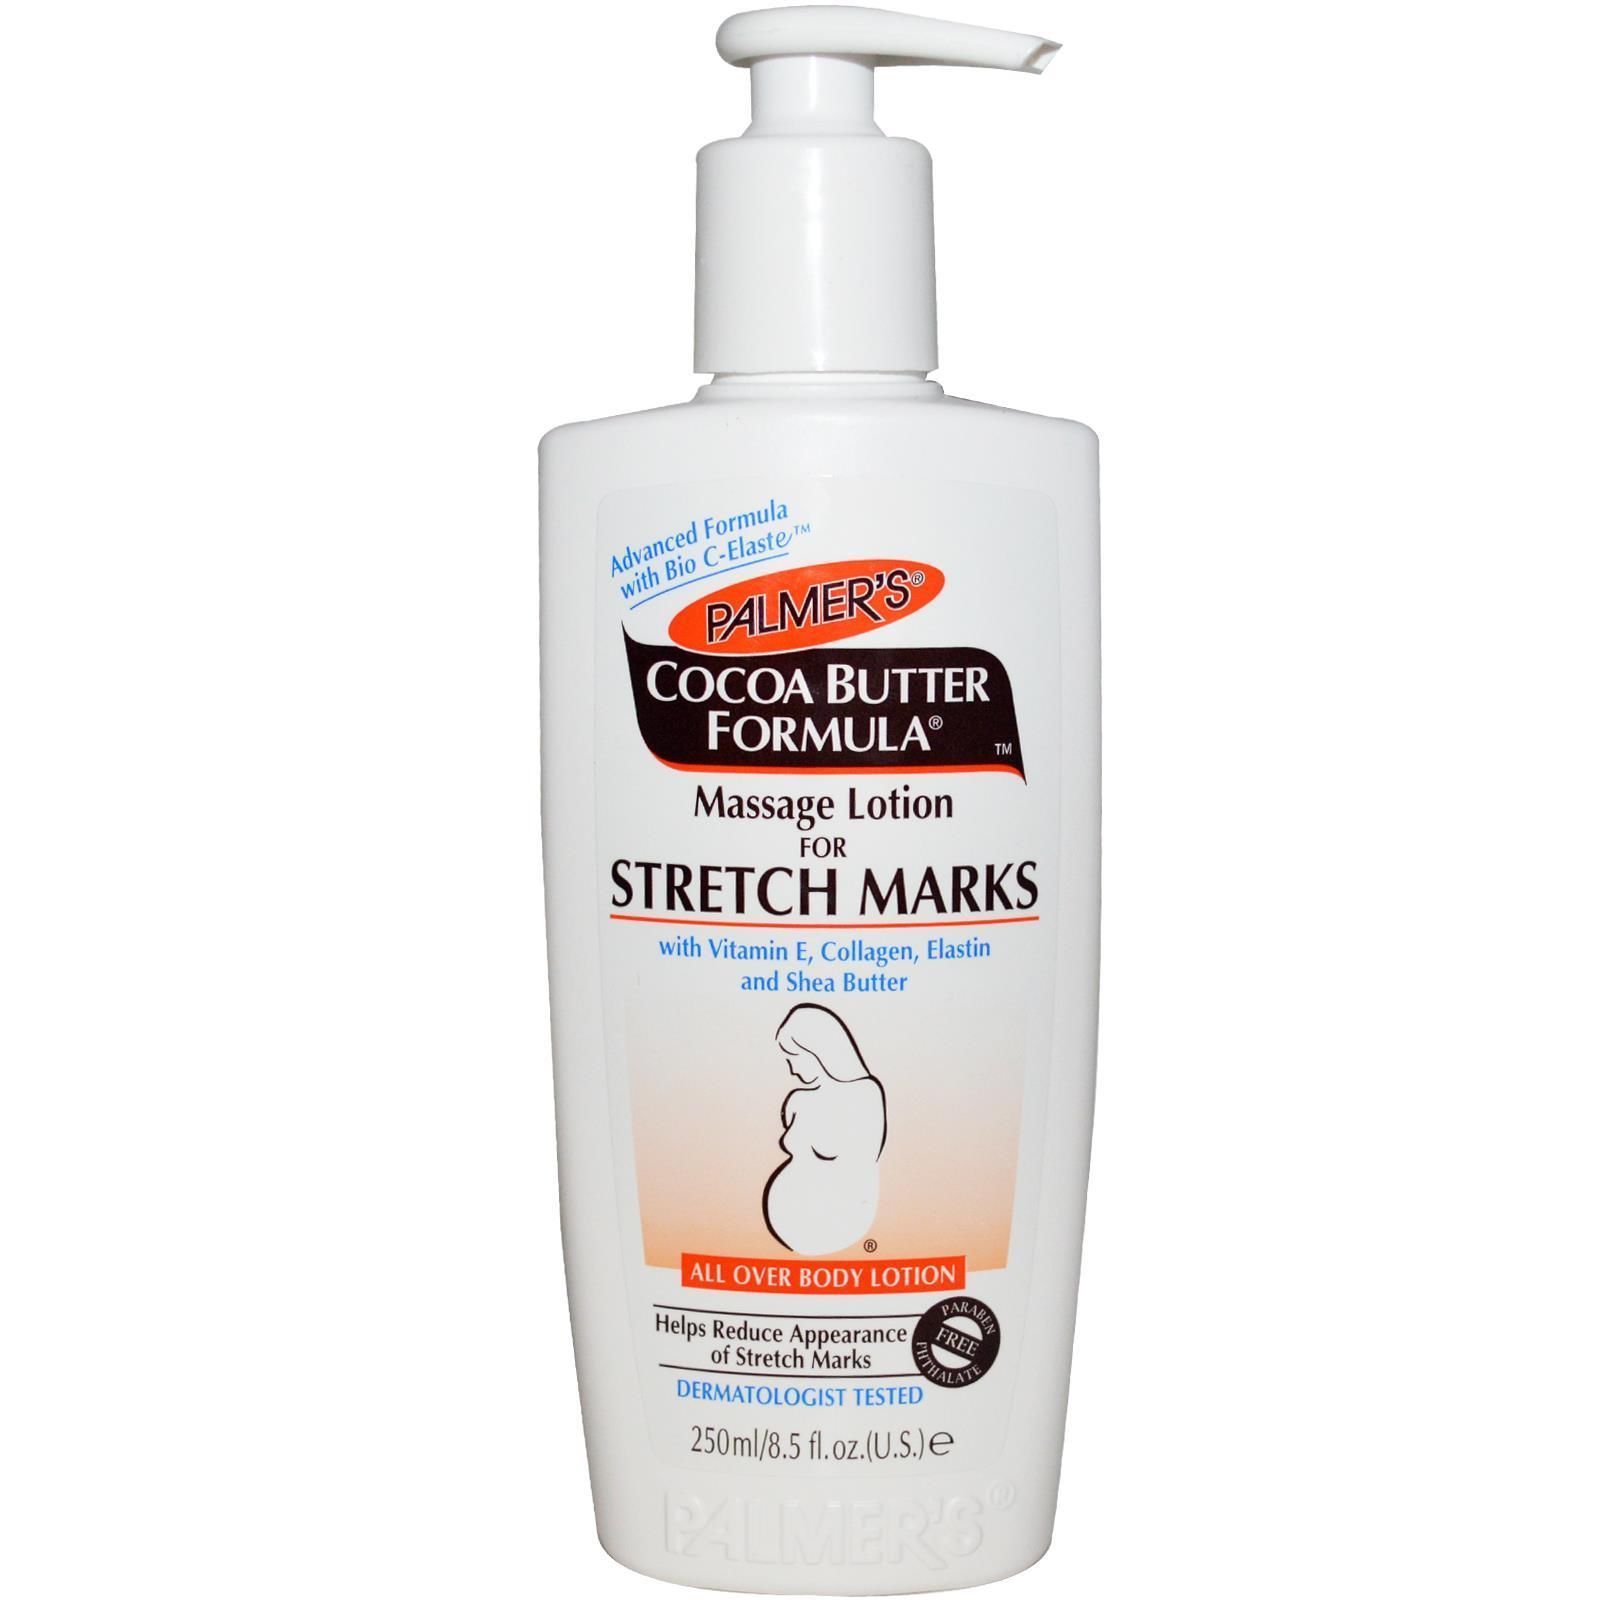 Advanced Formula
with Bio C-Elaste™
PALMER'S®
COCOA BUTTER
FORMULA®
™
Massage Lotion
FOR
STRETCH MARKS
with Vitamin E, Collagen, Elastin
and Shea Butter
®
ALL OVER BODY LOTION
Helps Reduce Appearance
of Stretch Marks
PARABEN
FREE
PHTHALATE
DERMATOLOGIST TESTED
250ml/8.5 fl.oz.(U.S.)℮
PALMER'S®